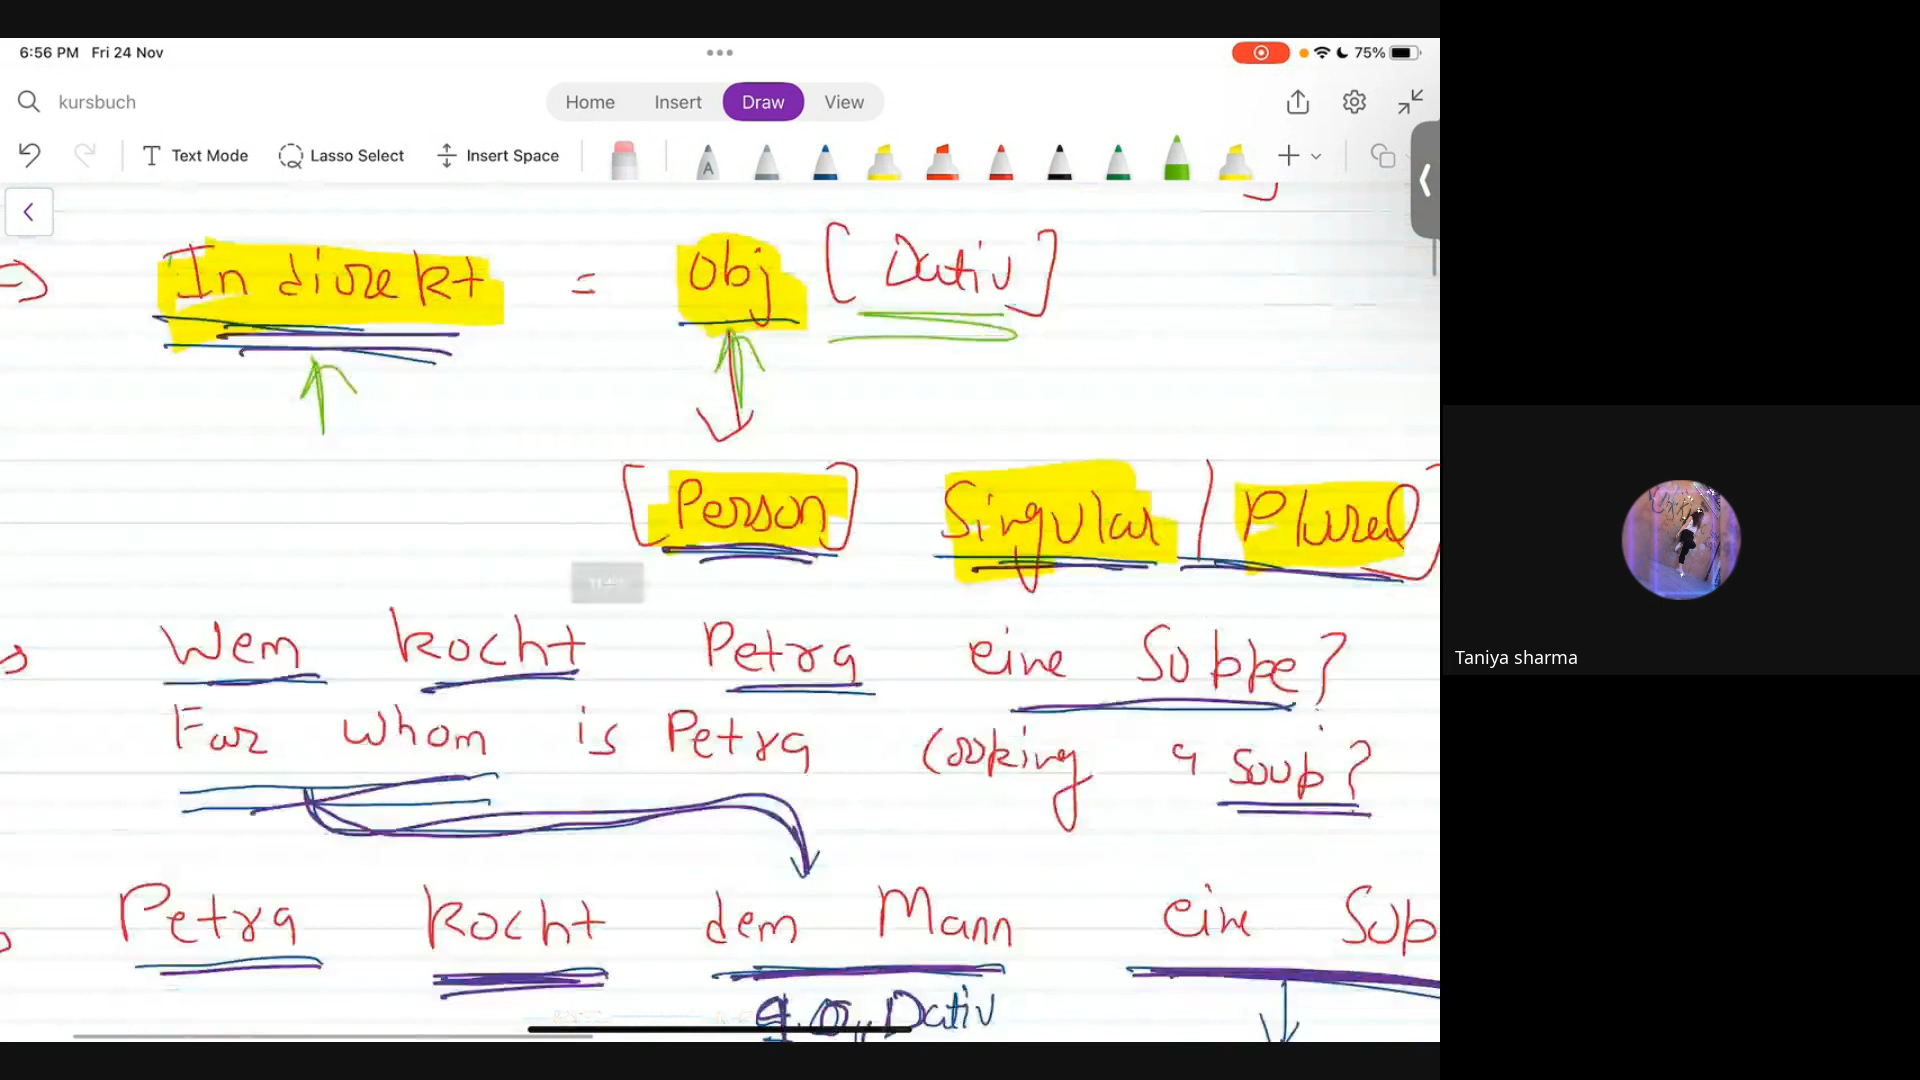 6:56 PM Fri 24 Nov
75%
kursbuch
Home Insert Draw View
Text Mode Lasso Select Insert Space
A
Indirekt = Obj [Dativ]
[Person] Singular | Plural]
Wem kocht Petra eine Suppe?
For whom is Petra cooking a soup?
Petra kocht dem Mann eine Sup
Dativ
Taniya sharma